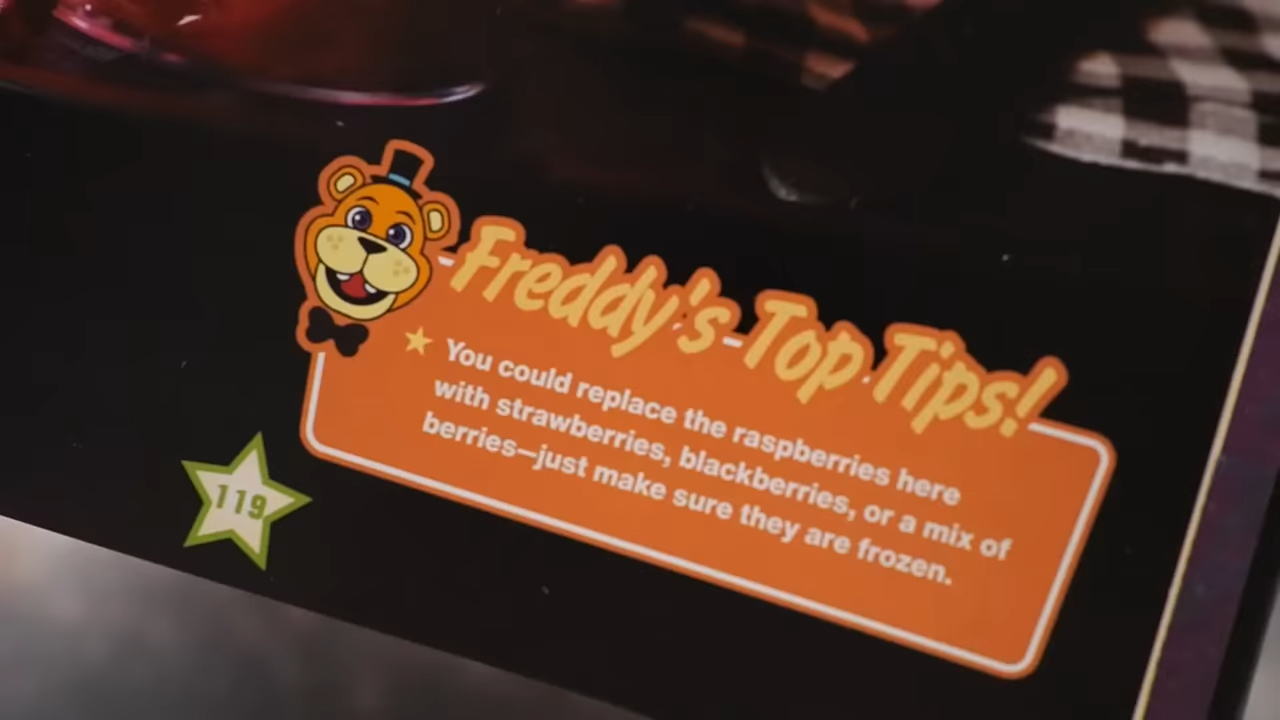 Freddy's Top Tips!
You could replace the raspberries here
with strawberries, blackberries, or a mix of
berries—just make sure they are frozen.
119